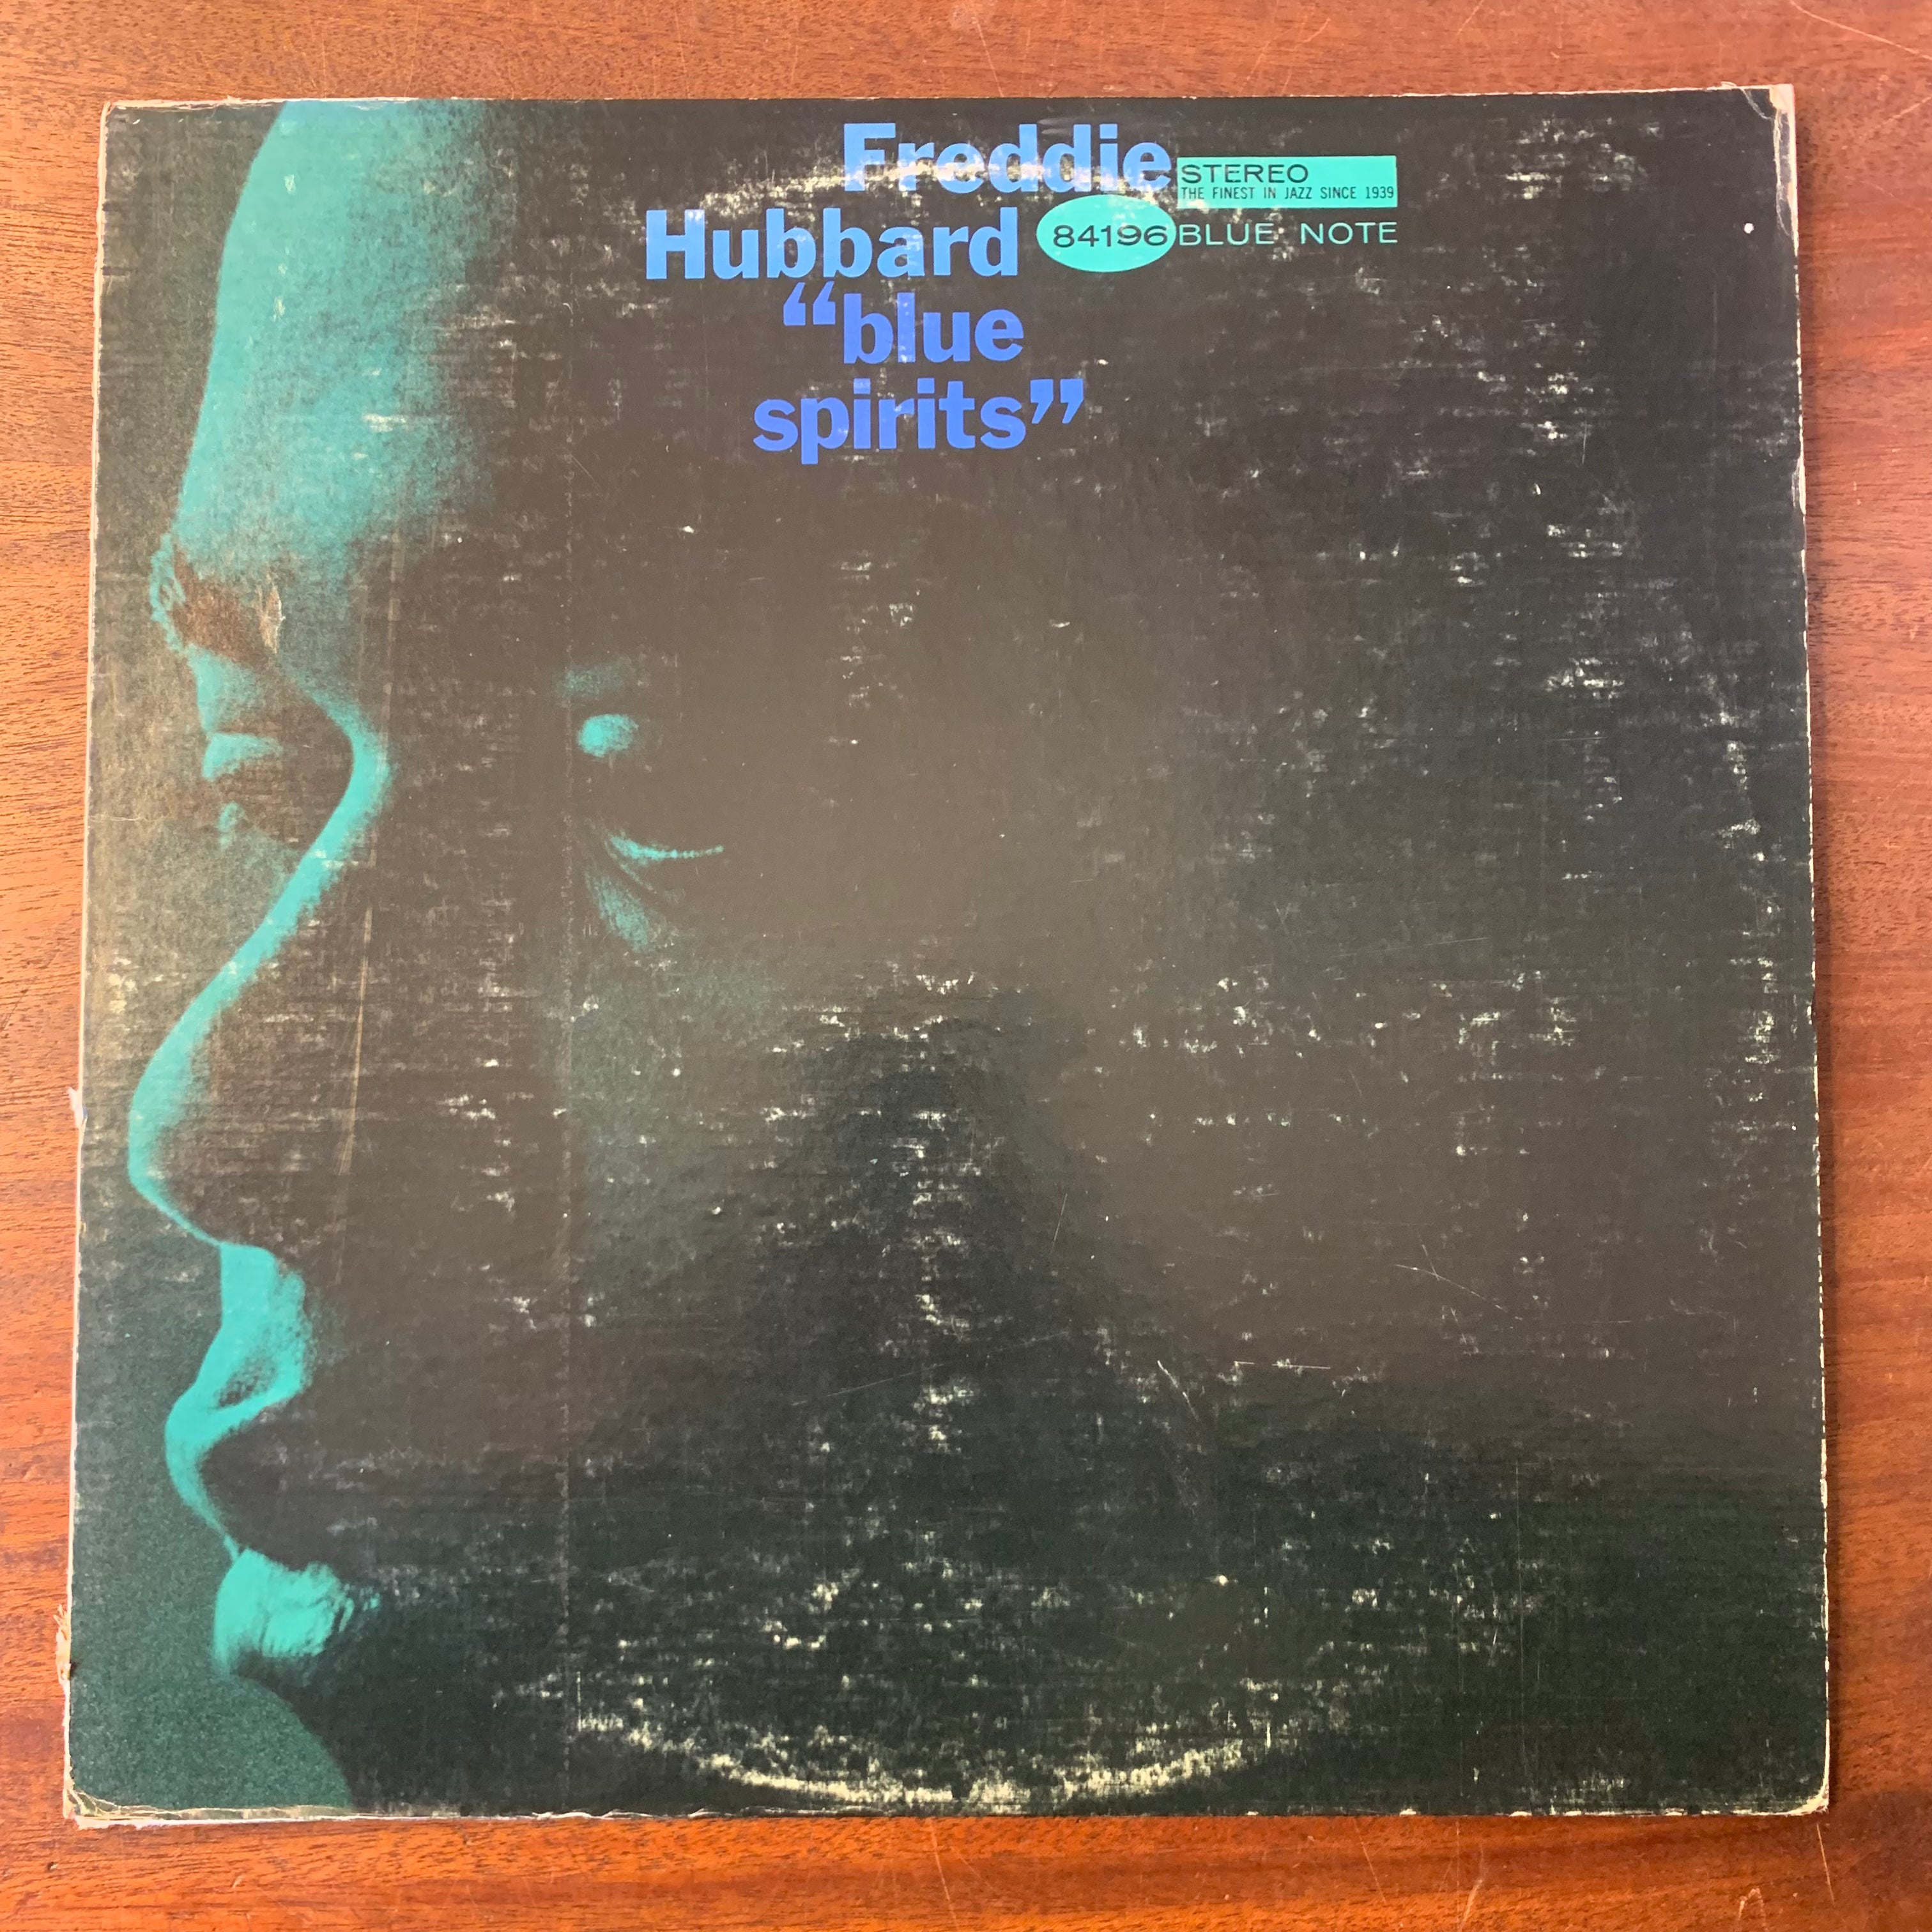 Freddie
Hubbard
“blue
spirits”
STEREO
THE FINEST IN JAZZ SINCE 1939
84196 BLUE NOTE